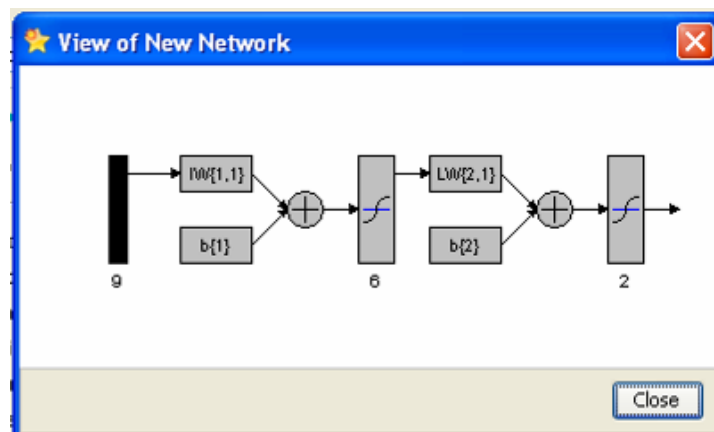 View of New Network
IW{1,1}
LW{2,1}
b{1}
b{2}
9
6
2
Close